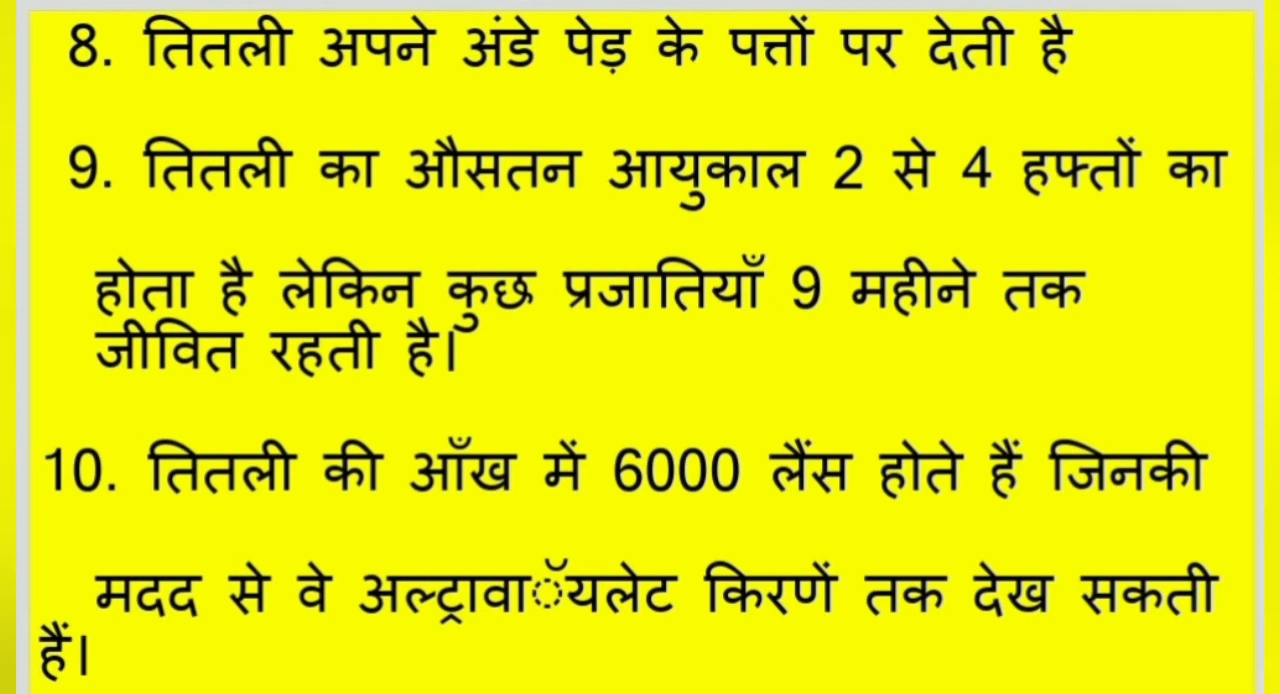 8. तितली अपने अंडे पेड़ के पत्तों पर देती है
9. तितली का औसतन आयुकाल 2 से 4 हफ्तों का
होता है लेकिन कुछ प्रजातियाँ 9 महीने तक
जीवित रहती है।
10. तितली की आँख में 6000 लैंस होते हैं जिनकी
मदद से वे अल्ट्रावाॅयलेट किरणें तक देख सकती
हैं।